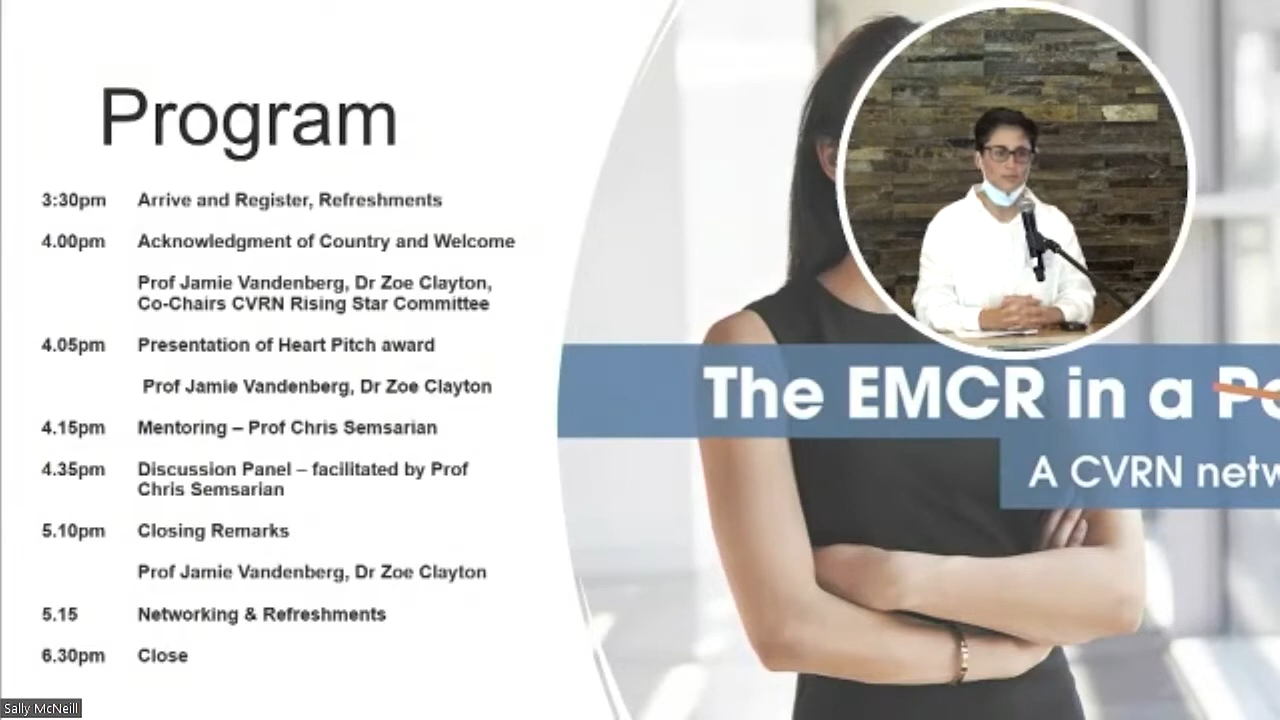 Program
3:30pm Arrive and Register, Refreshments
4.00pm Acknowledgment of Country and Welcome
Prof Jamie Vandenberg, Dr Zoe Clayton,
Co-Chairs CVRN Rising Star Committee
4.05pm Presentation of Heart Pitch award
Prof Jamie Vandenberg, Dr Zoe Clayton
4.15pm Mentoring – Prof Chris Semsarian
4.35pm Discussion Panel – facilitated by Prof
Chris Semsarian
5.10pm Closing Remarks
Prof Jamie Vandenberg, Dr Zoe Clayton
5.15 Networking & Refreshments
6.30pm Close
The EMCR in a
A CVRN
Sally McNeill